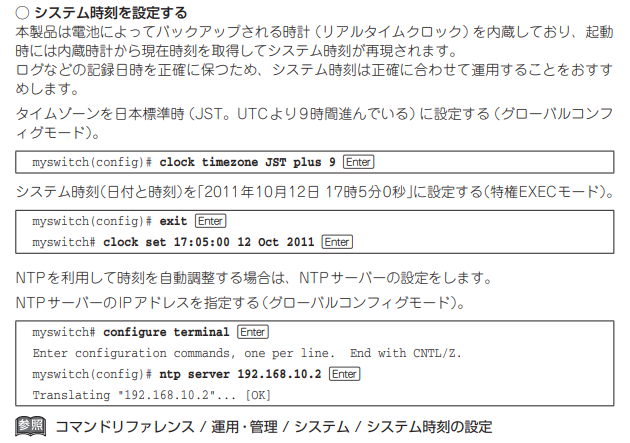 ○ システム時刻を設定する
本製品は電池によってバックアップされる時計（リアルタイムクロック）を内蔵しており、起動
時には内蔵時計から現在時刻を取得してシステム時刻が再現されます。
ログなどの記録日時を正確に保つため、システム時刻は正確に合わせて運用することをおすす
めします。
タイムゾーンを日本標準時（JST。UTCより9時間進んでいる）に設定する（グローバルコンフ
ィグモード）。
myswitch(config)# clock timezone JST plus 9 Enter
システム時刻（日付と時刻）を「2011年10月12日 17時5分0秒」に設定する（特権EXECモード）。
myswitch(config)# exit Enter
myswitch# clock set 17:05:00 12 Oct 2011 Enter
NTPを利用して時刻を自動調整する場合は、NTPサーバーの設定をします。
NTPサーバーのIPアドレスを指定する（グローバルコンフィグモード）。
myswitch# configure terminal Enter
Enter configuration commands, one per line.  End with CNTL/Z.
myswitch(config)# ntp server 192.168.10.2 Enter
Translating "192.168.10.2"... [OK]
参照 コマンドリファレンス / 運用・管理 / システム / システム時刻の設定